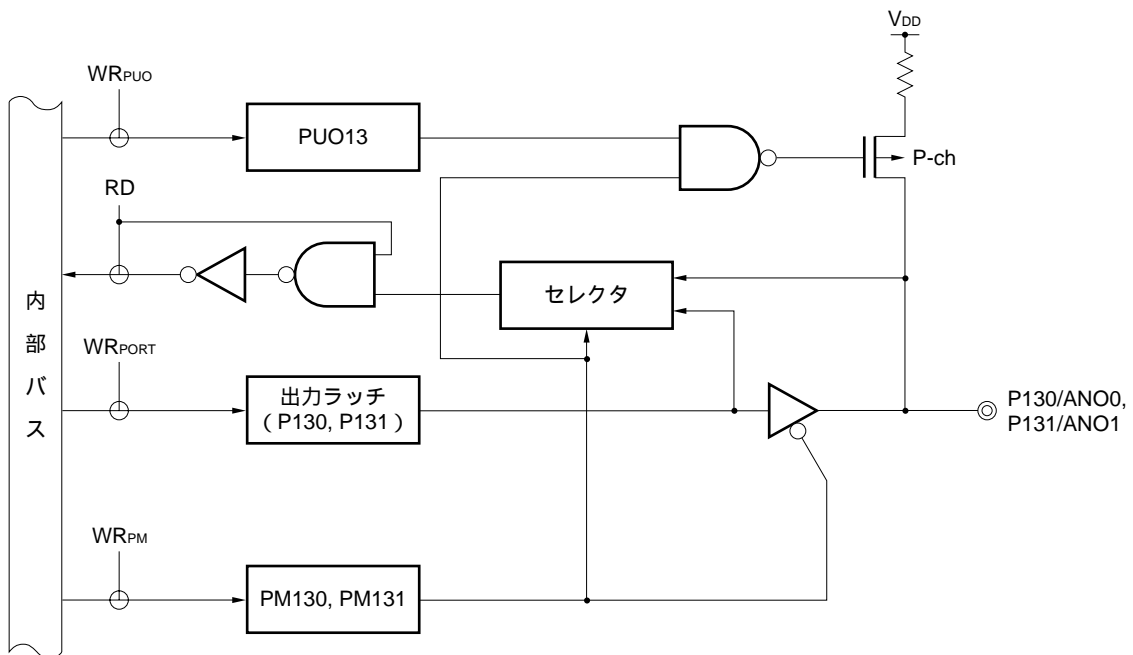 VDD
WRPUO
PUO13
P-ch
RD
セレクタ
内部バス
WRPORT
出力ラッチ
( P130, P131 )
P130/ANO0,
P131/ANO1
WRPM
PM130, PM131